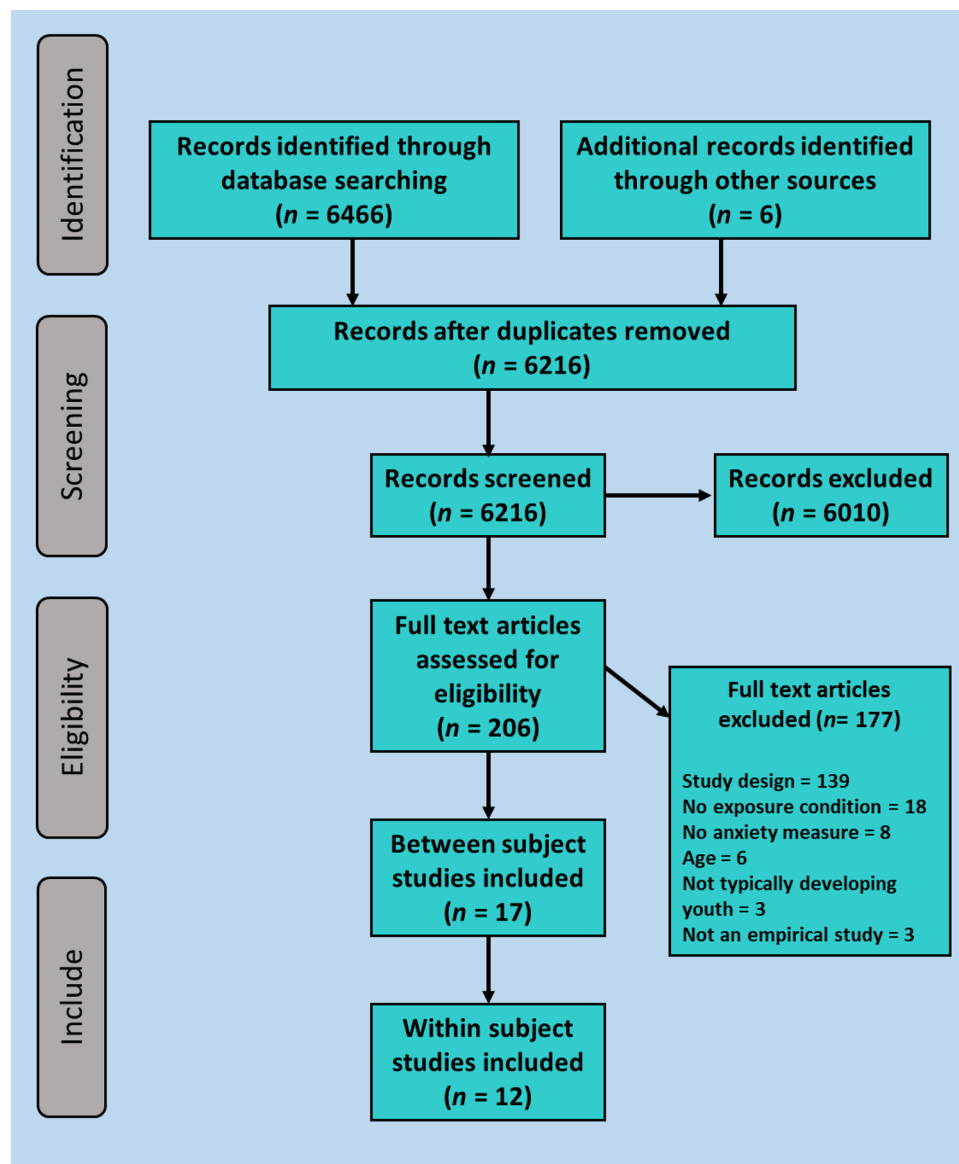 Identification
Records identified through
database searching
(n = 6466)
Additional records identified
through other sources
(n = 6)
Screening
Records after duplicates removed
(n = 6216)
Records screened
(n = 6216)
Records excluded
(n = 6010)
Eligibility
Full text articles
assessed for
eligibility
(n = 206)
Full text articles
excluded (n= 177)
Study design = 139
No exposure condition = 18
No anxiety measure = 8
Age = 6
Not typically developing
youth = 3
Not an empirical study = 3
Between subject
studies included
(n = 17)
Include
Within subject
studies included
(n = 12)